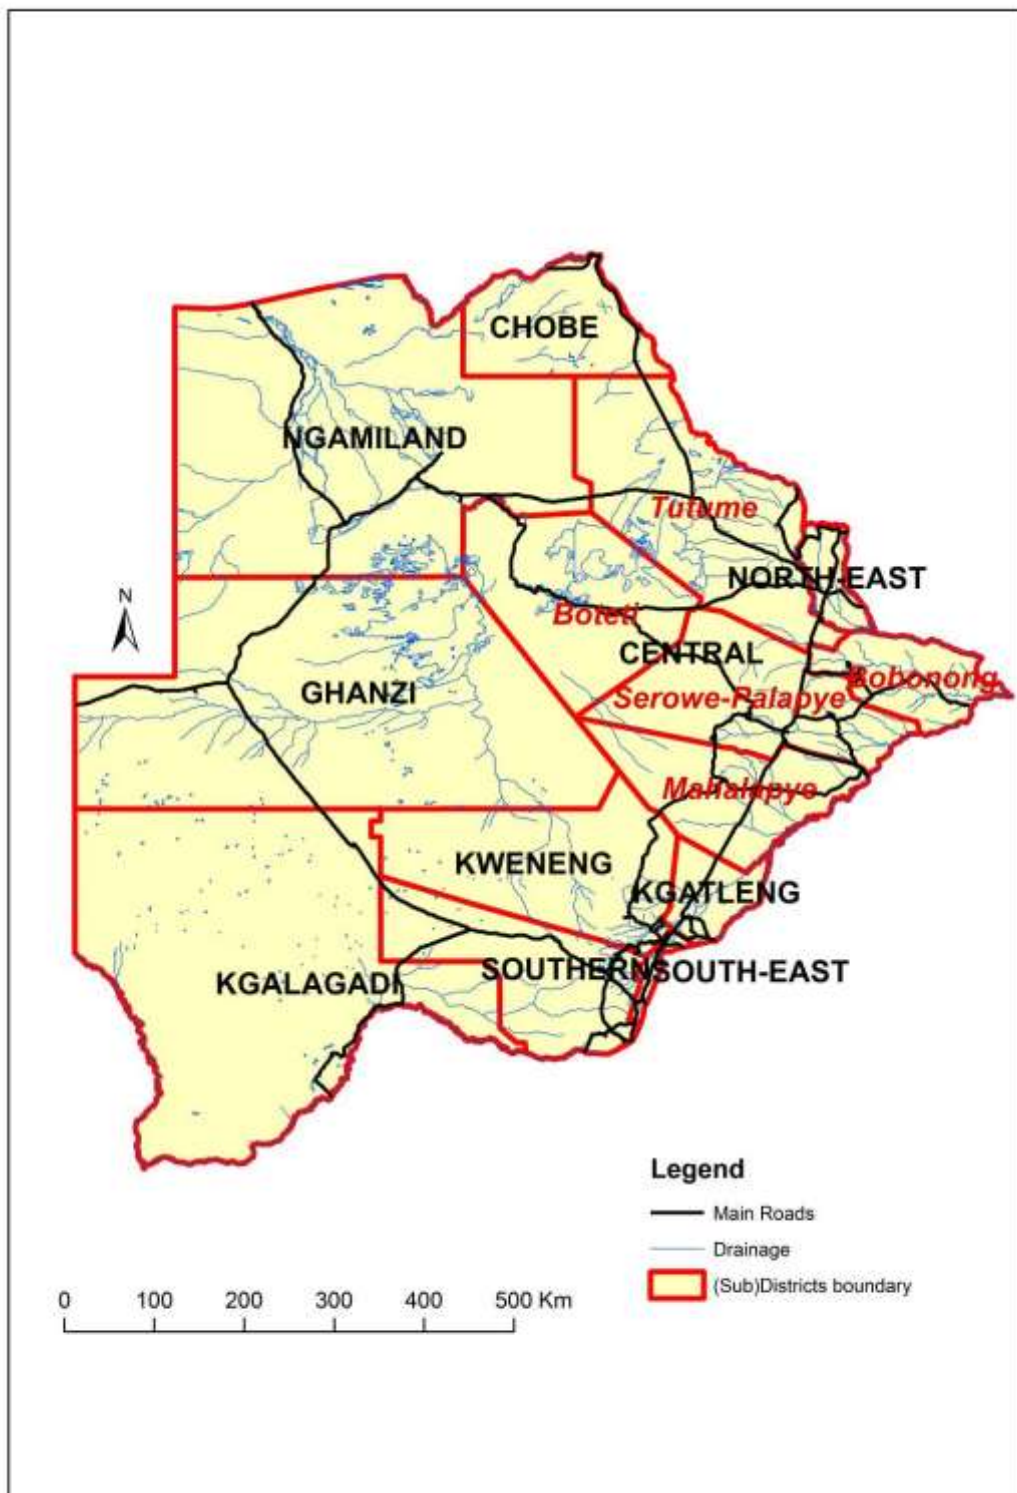 CHOBE
NGAMILAND
Tutume
NORTH-EAST
N
Boteti
CENTRAL
Bobonong
GHANZI
Serowe-Palapye
Mahalapye
KWENENG
KGATLENG
SOUTHERN
SOUTH-EAST
KGALAGADI
Legend
Main Roads
Drainage
(Sub)Districts boundary
0 100 200 300 400 500 Km